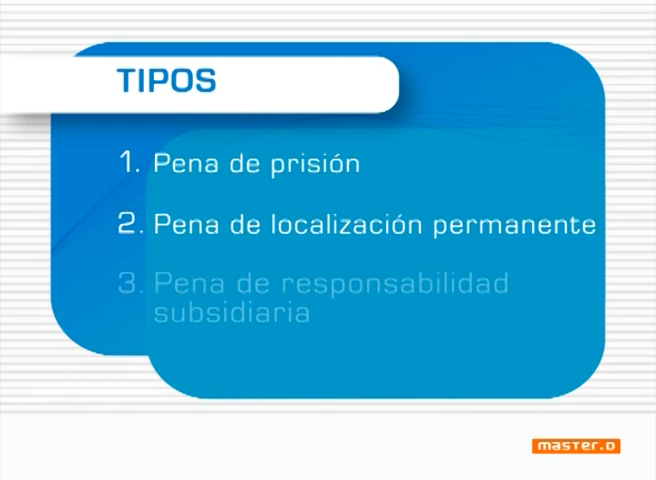 TIPOS
1. Pena de prisión
2. Pena de localización permanente
3. Pena de responsabilidad
subsidiaria
master.D